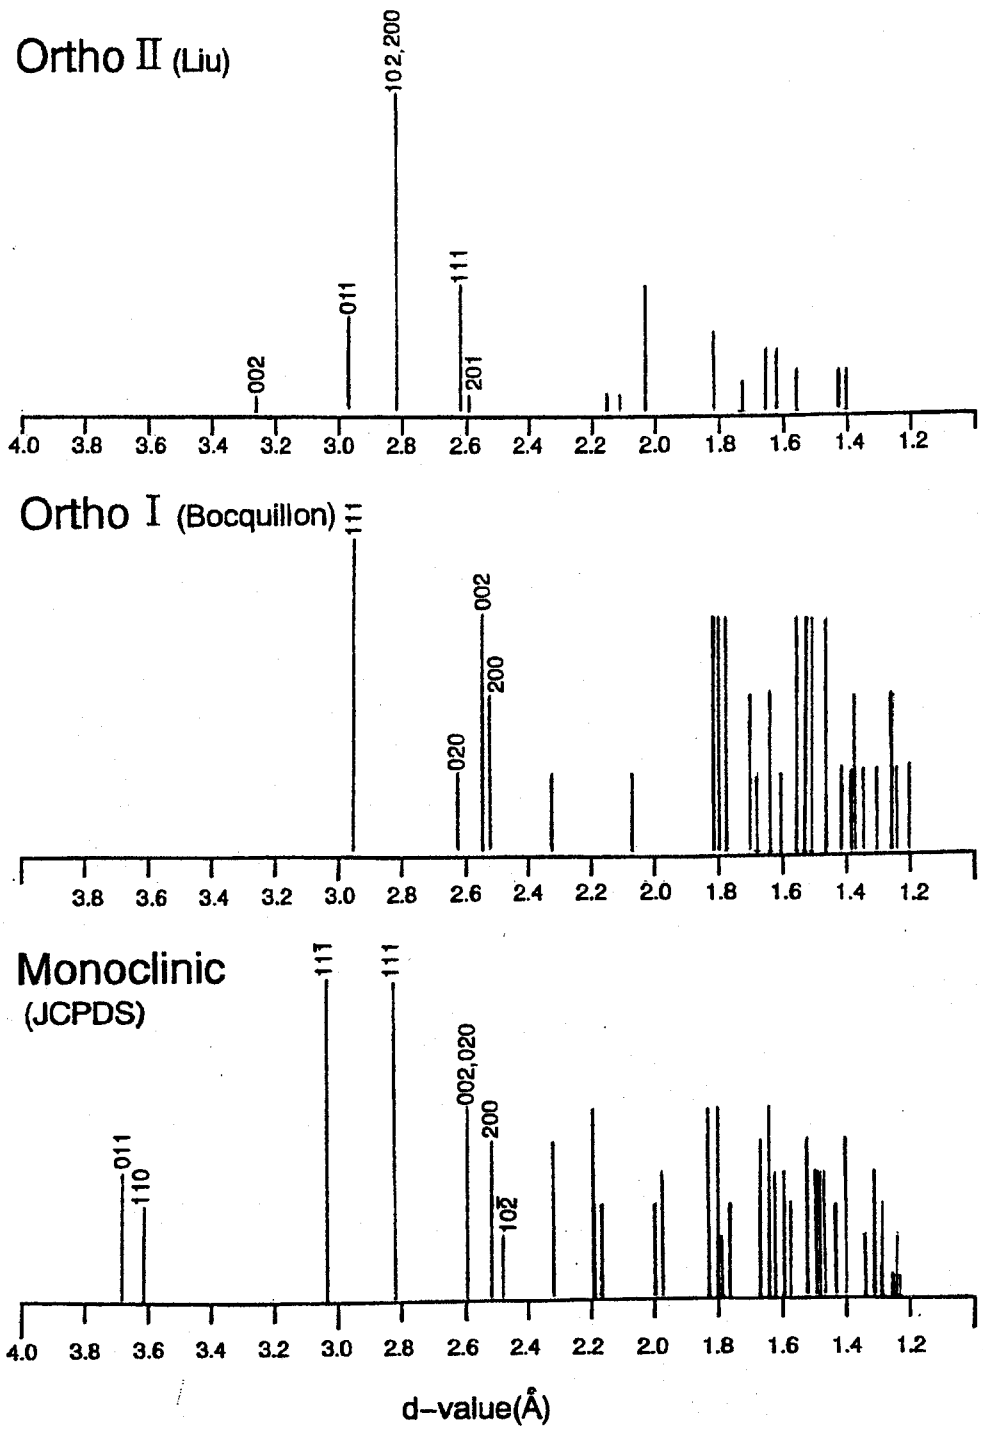 Ortho II (Liu)
102,200
111
011
201
002
4.0 3.8 3.6 3.4 3.2 3.0 2.8 2.6 2.4 2.2 2.0 1.8 1.6 1.4 1.2
Ortho I (Bocquillon)
111
002
200
020
3.8 3.6 3.4 3.2 3.0 2.8 2.6 2.4 2.2 2.0 1.8 1.6 1.4 1.2
Monoclinic
(JCPDS)
111̅
111
002,020
200
011
110
102̅
4.0 3.8 3.6 3.4 3.2 3.0 2.8 2.6 2.4 2.2 2.0 1.8 1.6 1.4 1.2
d–value(Å)